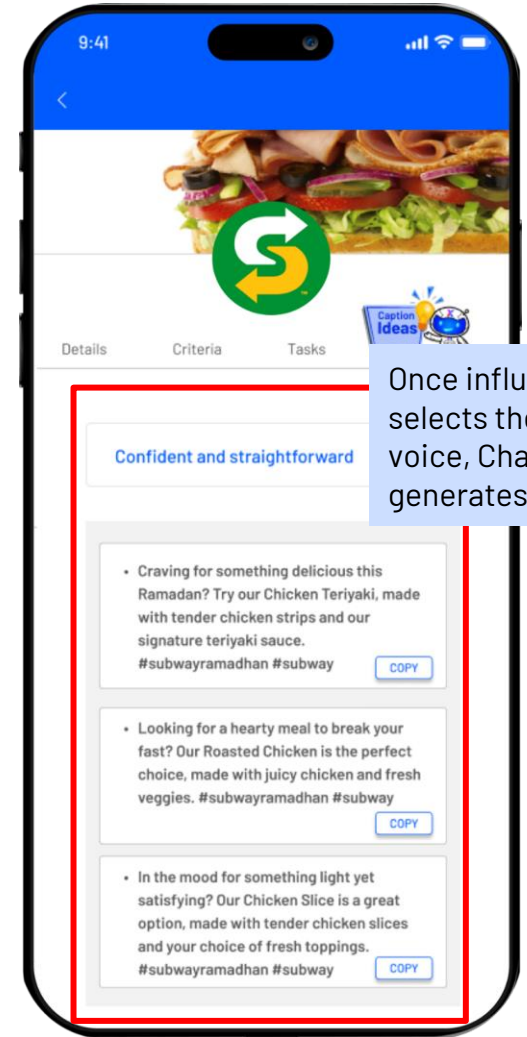 9:41
Caption
Ideas
Details
Criteria
Tasks
Once influ
selects the
voice, Cha
generates
Confident and straightforward
• Craving for something delicious this
Ramadan? Try our Chicken Teriyaki, made
with tender chicken strips and our
signature teriyaki sauce.
#subwayramadhan #subway
COPY
• Looking for a hearty meal to break your
fast? Our Roasted Chicken is the perfect
choice, made with juicy chicken and fresh
veggies. #subwayramadhan #subway
COPY
• In the mood for something light yet
satisfying? Our Chicken Slice is a great
option, made with tender chicken slices
and your choice of fresh toppings.
#subwayramadhan #subway
COPY